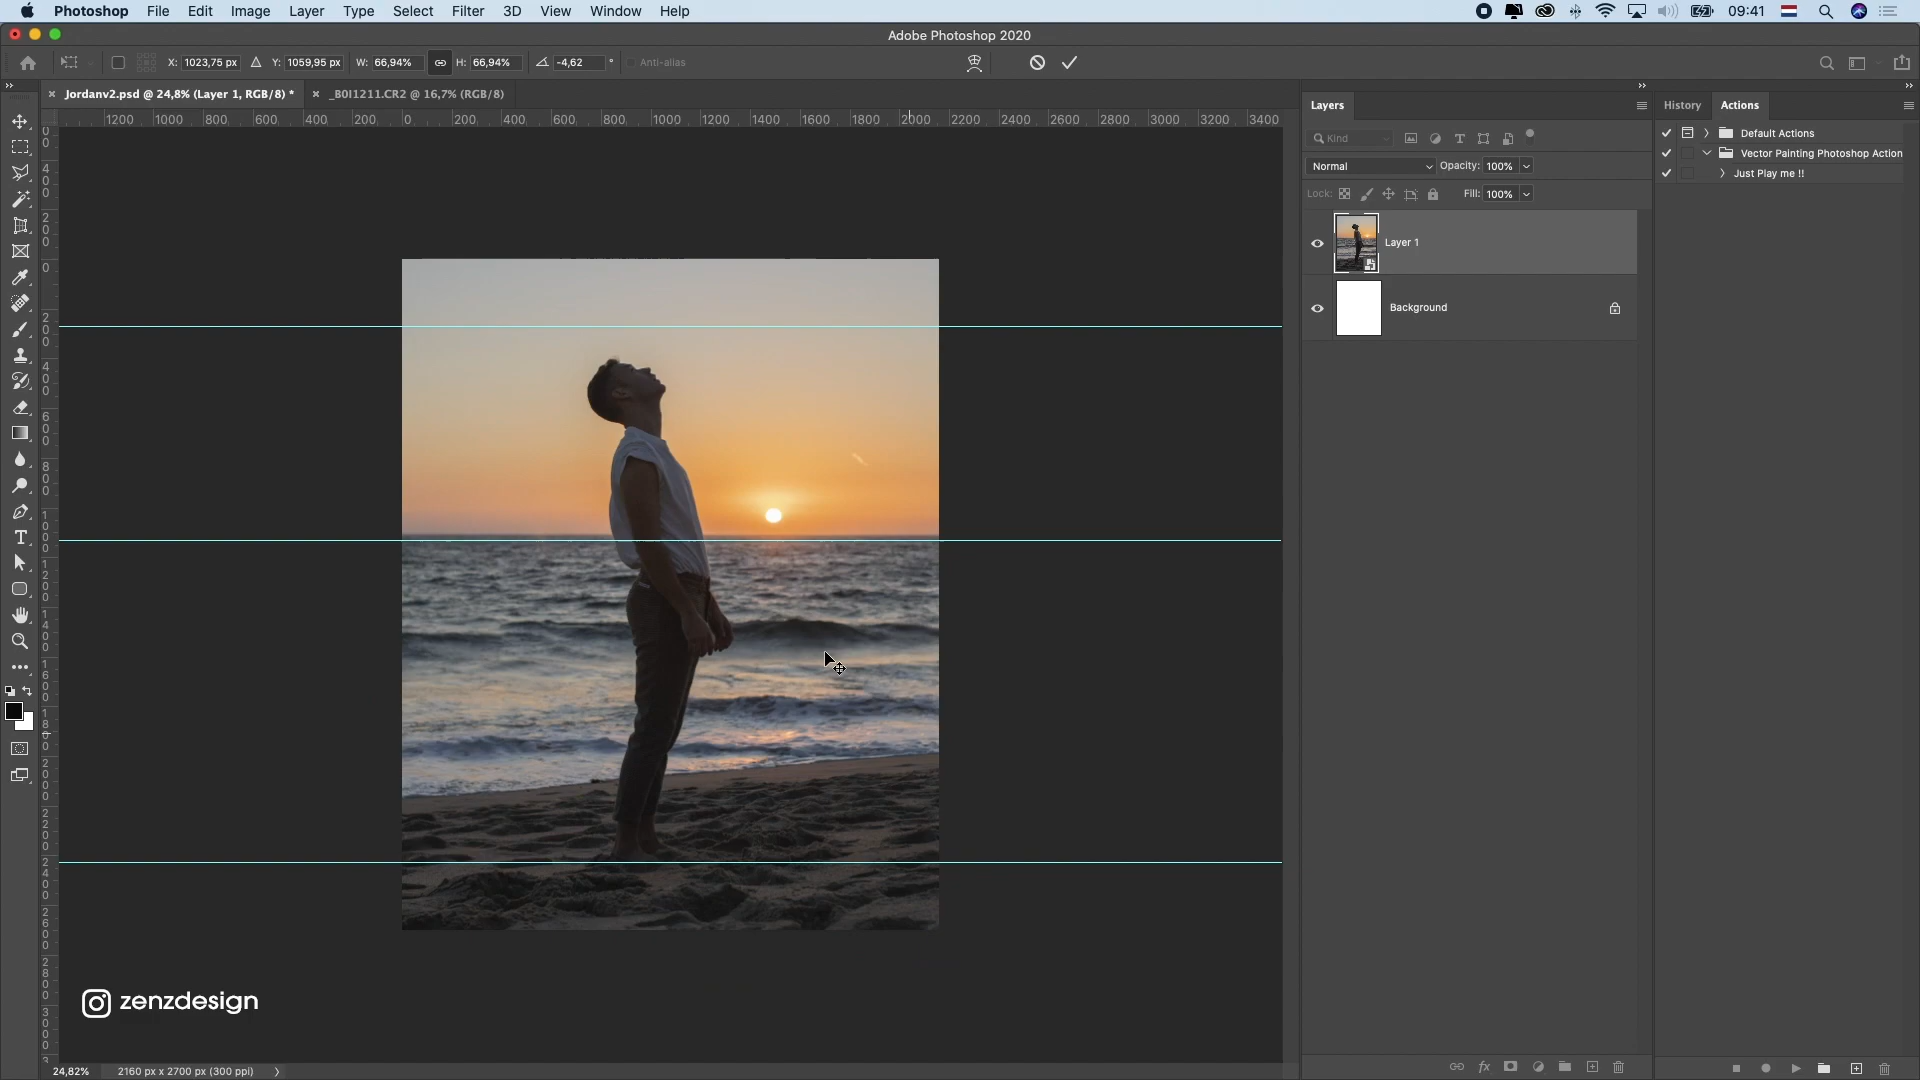 Photoshop File Edit Image Layer Type Select Filter 3D View Window Help 09:41
Adobe Photoshop 2020
X: 1023,75 px Y: 1059,95 px W: 66,94% H: 66,94% -4,62 ° Anti-alias
Jordanv2.psd @ 24,8% (Layer 1, RGB/8) * _B0I1211.CR2 @ 16,7% (RGB/8)
Layers History Actions
1200 1000 800 600 400 200 0 200 400 600 800 1000 1200 1400 1600 1800 2000 2200 2400 2600 2800 3000 3200 3400
Kind Default Actions
Vector Painting Photoshop Action
Normal Opacity: 100%
Just Play me !!
Lock: Fill: 100%
Layer 1
Background
zenzdesign
24,82% 2160 px x 2700 px (300 ppi)